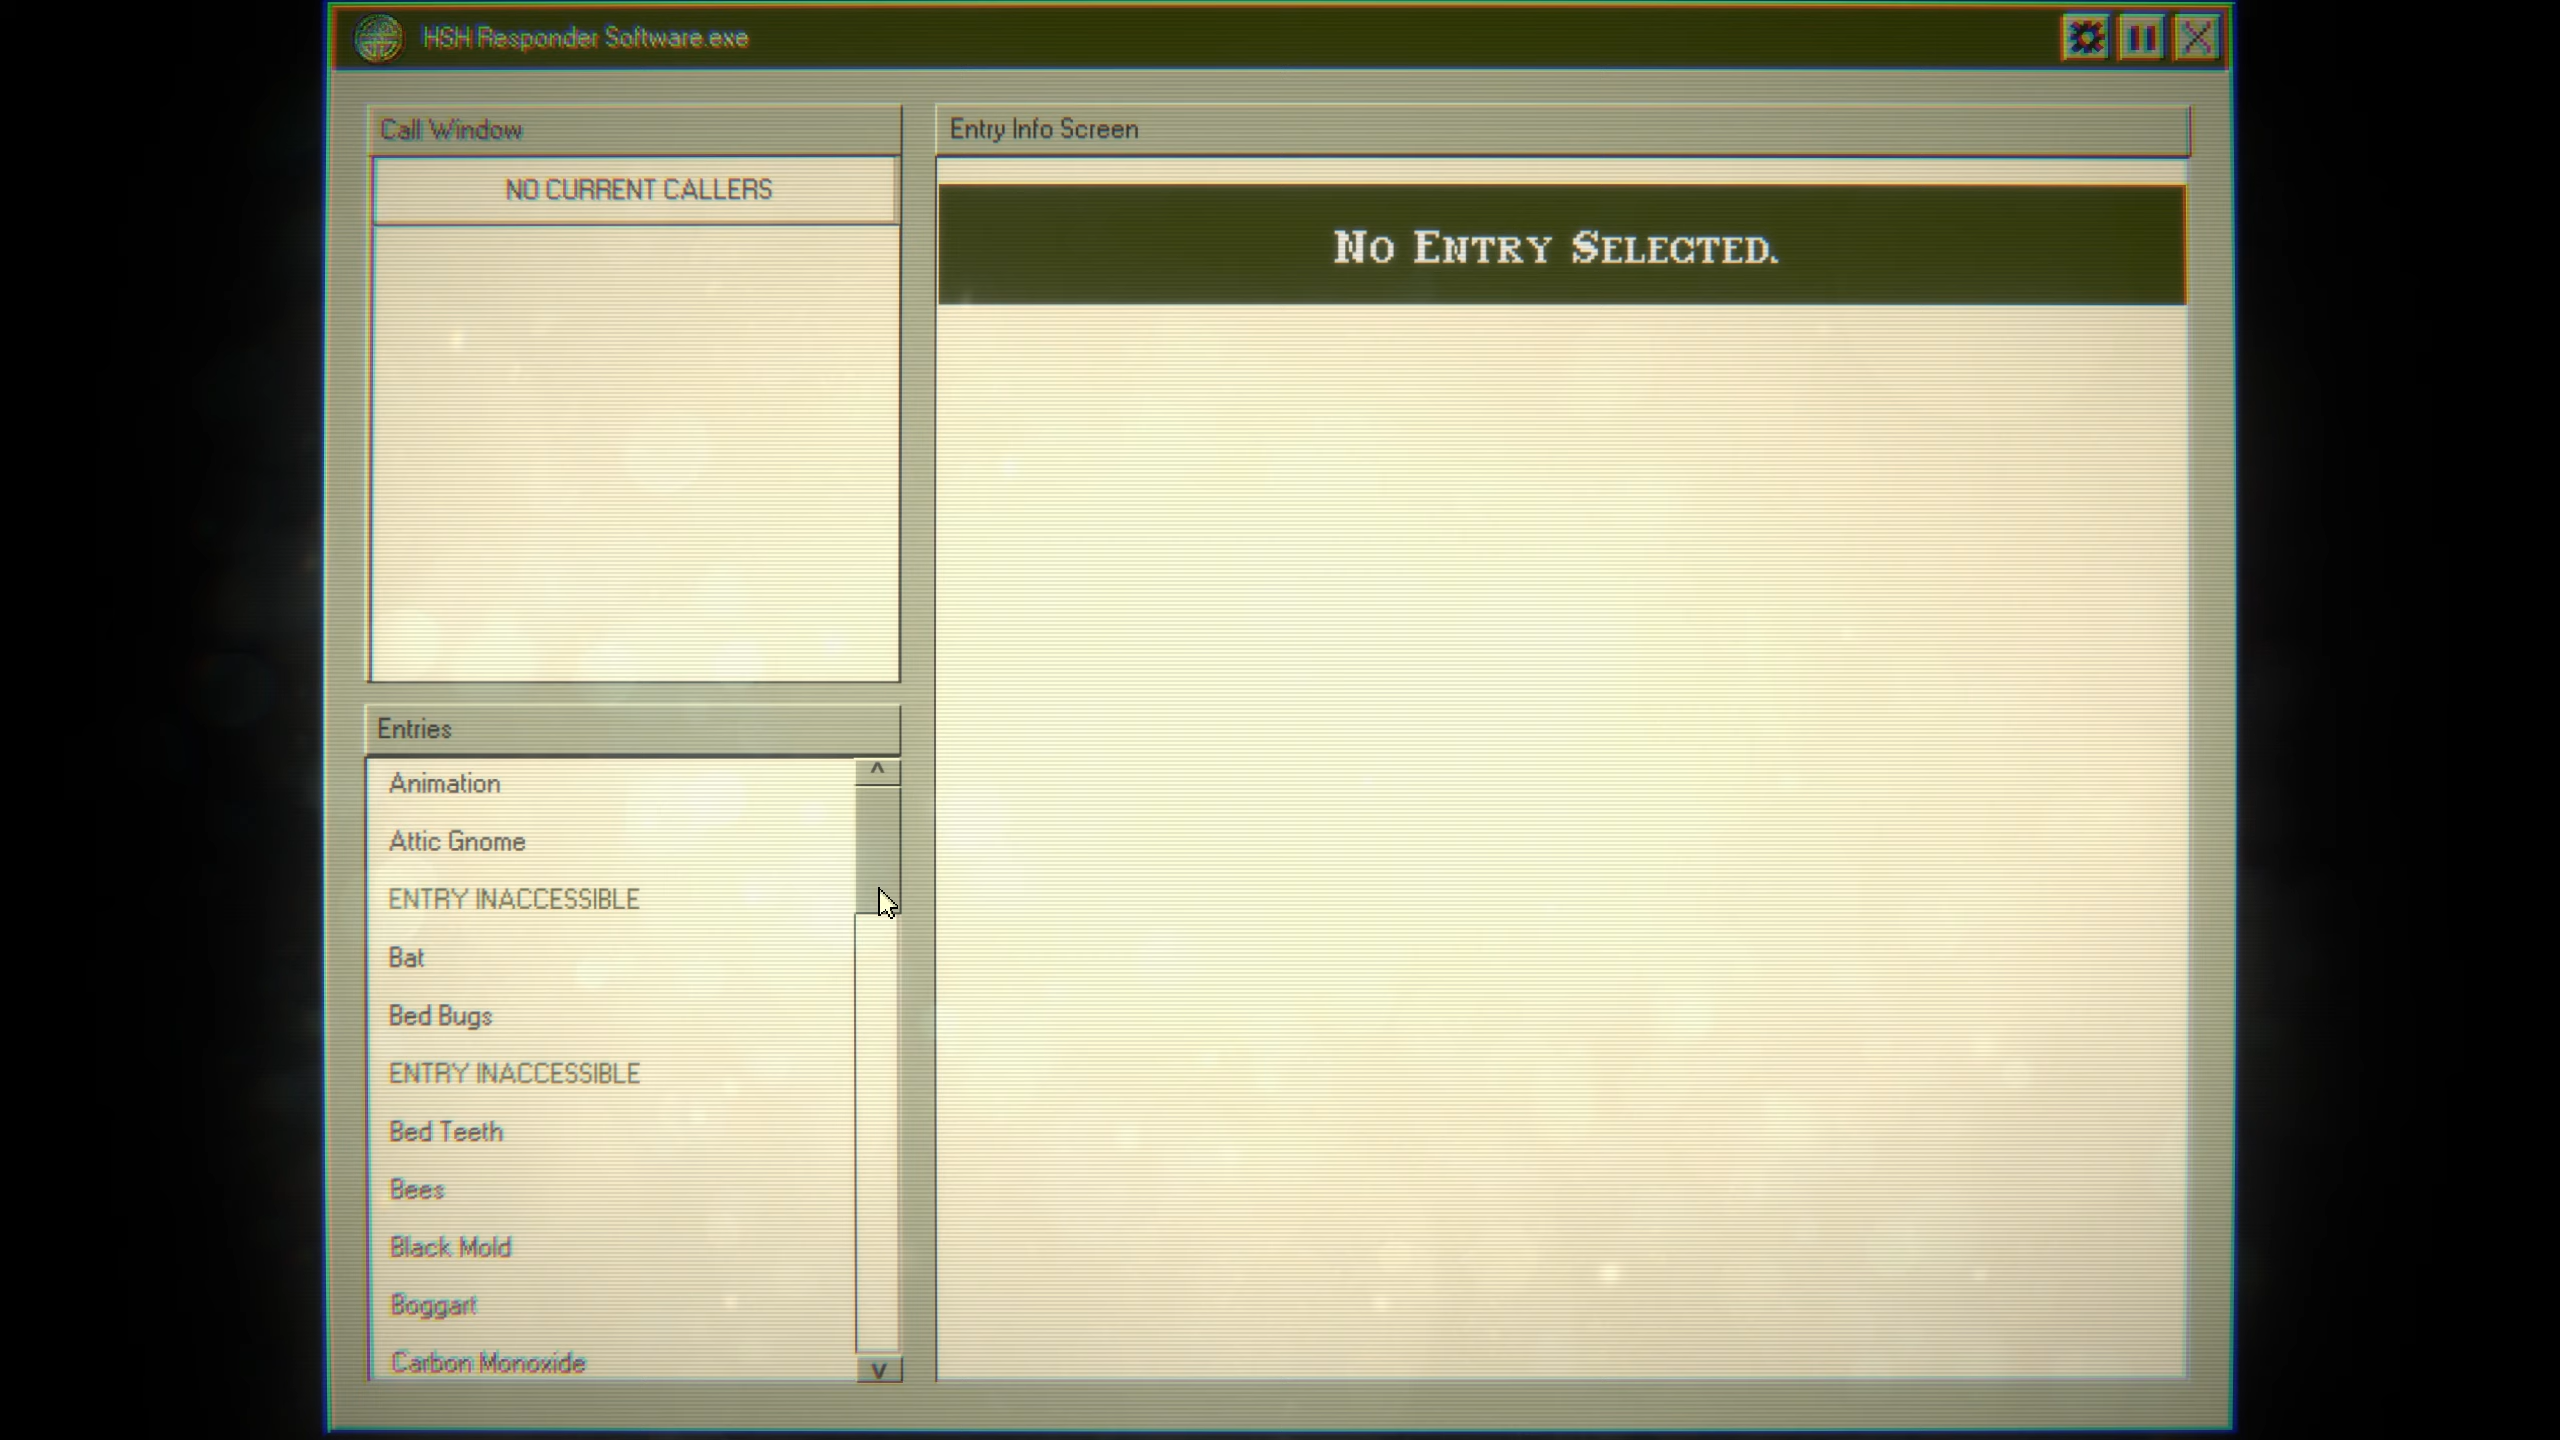 HSH Responder Software.exe
Call Window
NO CURRENT CALLERS
Entry Info Screen
NO ENTRY SELECTED.
Entries
Animation
Attic Gnome
ENTRY INACCESSIBLE
Bat
Bed Bugs
ENTRY INACCESSIBLE
Bed Teeth
Bees
Black Mold
Boggart
Carbon Monoxide